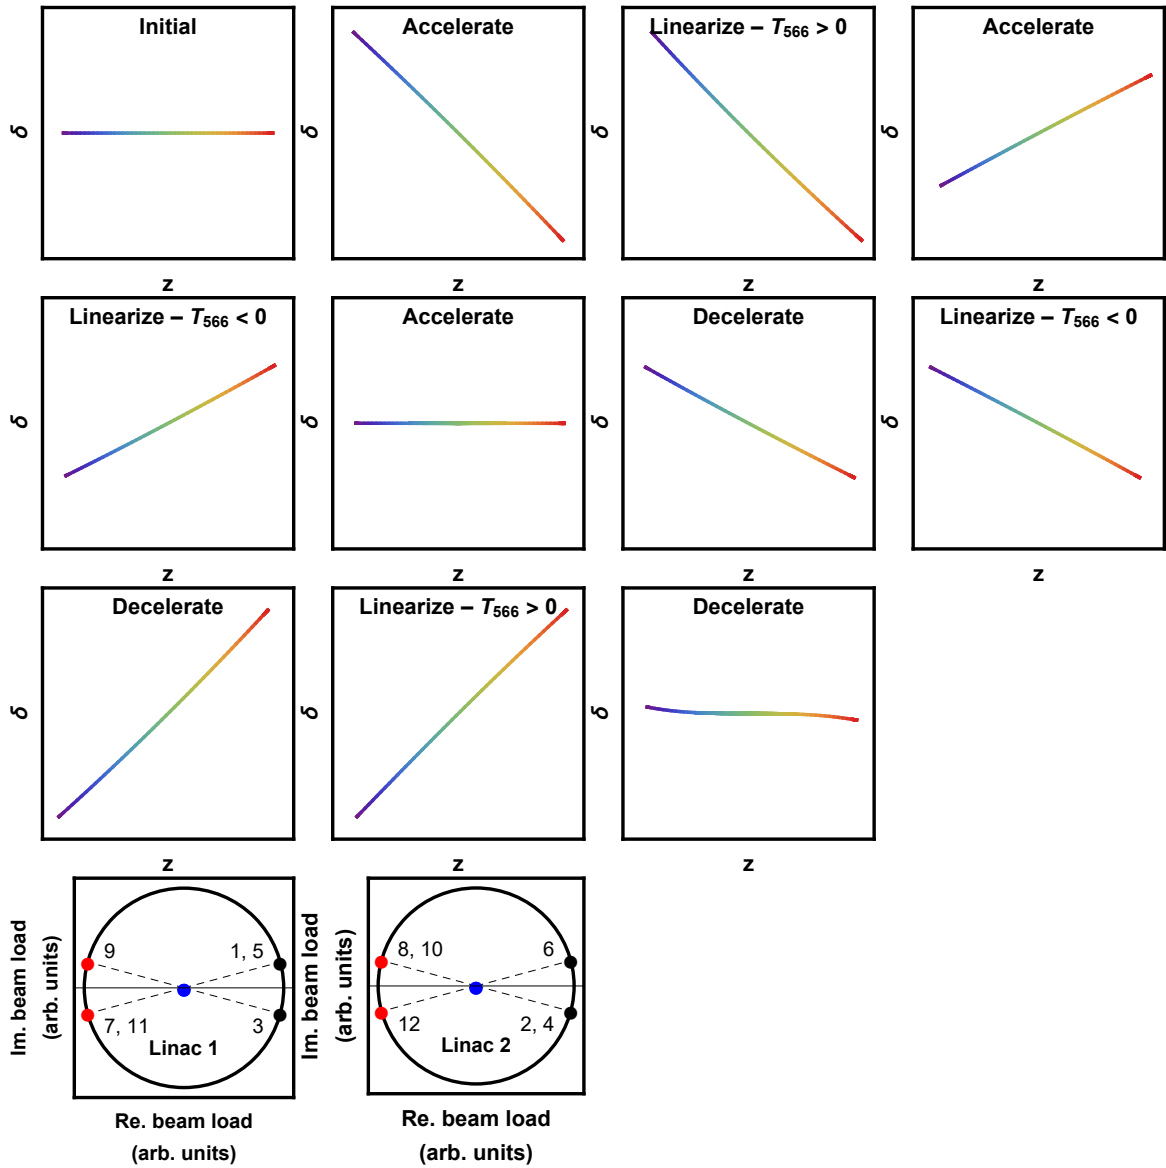 Initial
Accelerate
Linearize – T566 > 0
Accelerate
δ
δ
δ
δ
z
z
z
z
Linearize – T566 < 0
Accelerate
Decelerate
Linearize – T566 < 0
δ
δ
δ
δ
z
z
z
z
Decelerate
Linearize – T566 > 0
Decelerate
δ
δ
δ
z
z
z
Im. beam load
(arb. units)
9
1, 5
7, 11
3
Linac 1
Re. beam load
(arb. units)
Im. beam load
(arb. units)
8, 10
6
12
2, 4
Linac 2
Re. beam load
(arb. units)